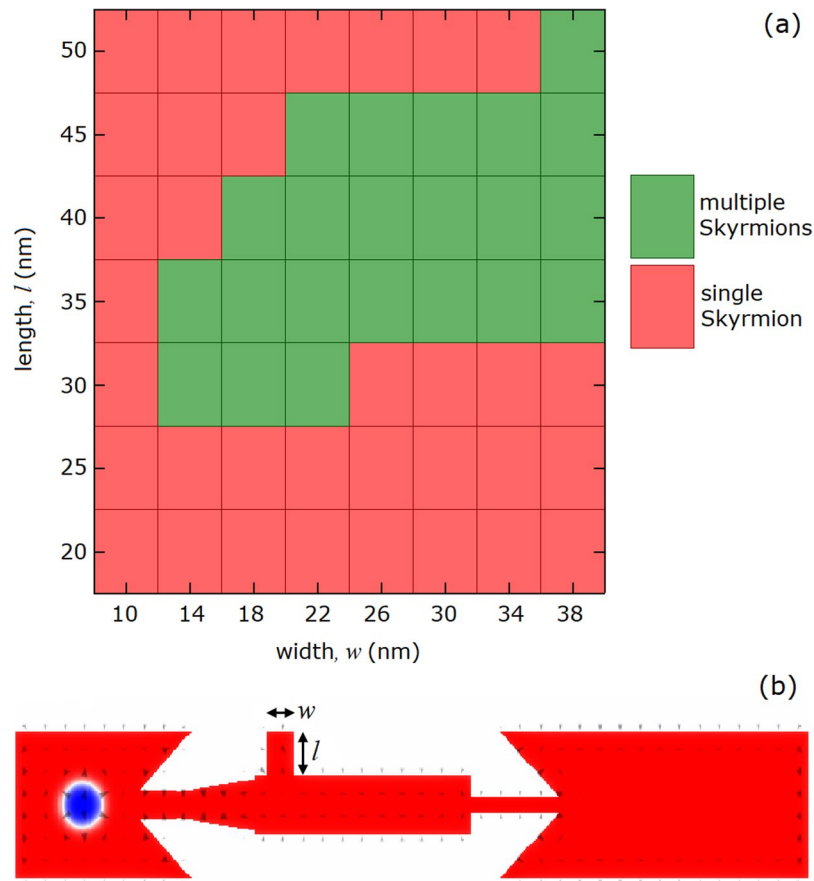 (a)
50
45
40
35
30
25
20
length, l (nm)
10 14 18 22 26 30 34 38
width, w (nm)
multiple
Skyrmions
single
Skyrmion
(b)
w
l